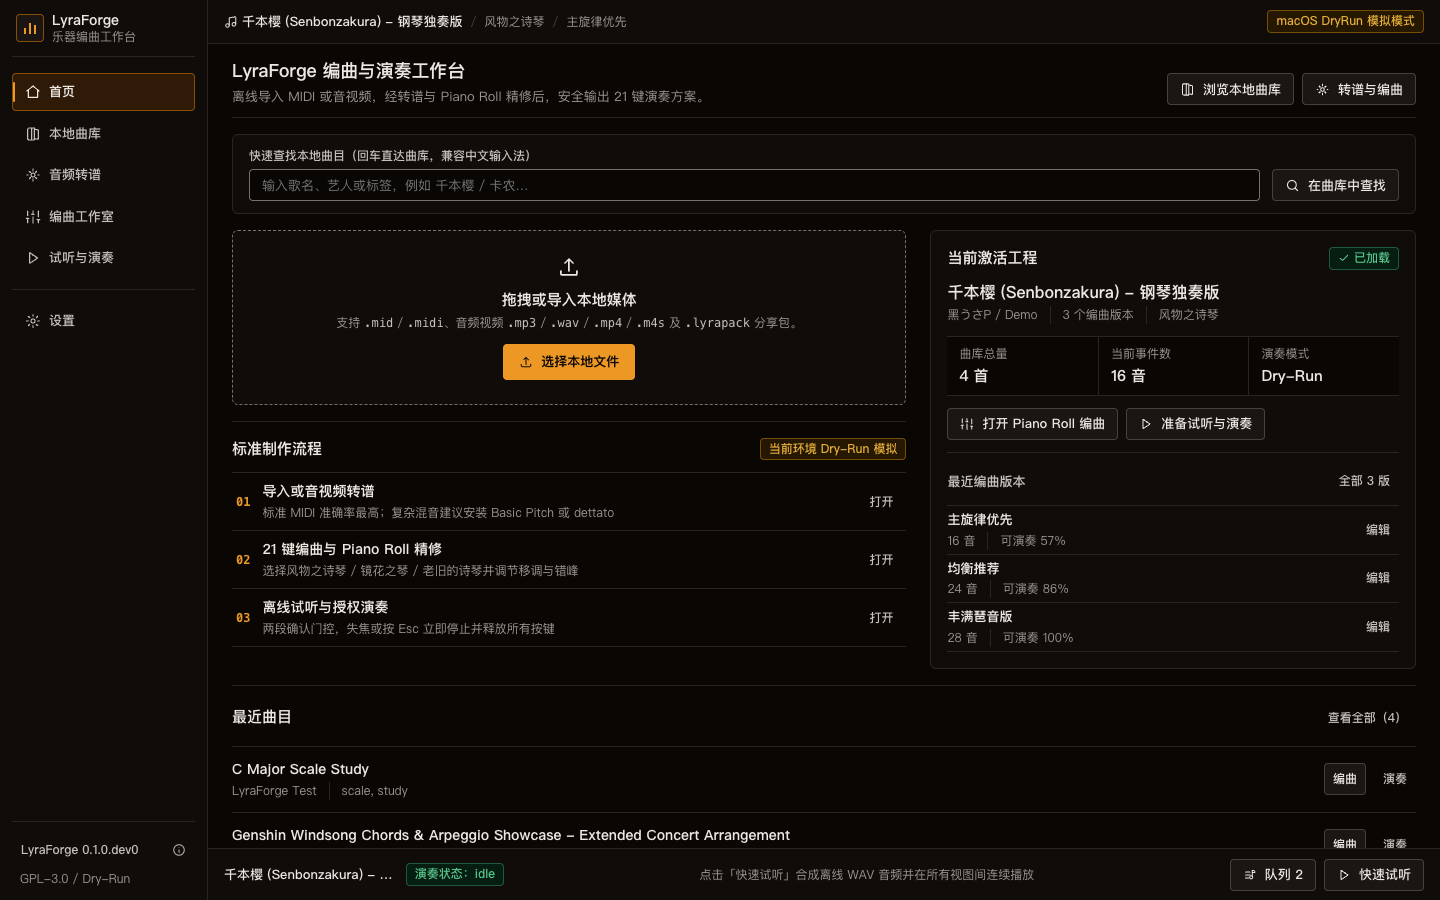 LyraForge
乐器编曲工作台
首页
本地曲库
音频转谱
编曲工作室
试听与演奏
设置
LyraForge 0.1.0.dev0
GPL-3.0 / Dry-Run
千本樱 (Senbonzakura) – 钢琴独奏版 / 风物之诗琴 / 主旋律优先
macOS DryRun 模拟模式
LyraForge 编曲与演奏工作台
离线导入 MIDI 或音视频，经转谱与 Piano Roll 精修后，安全输出 21 键演奏方案。
浏览本地曲库
转谱与编曲
快速查找本地曲目（回车直达曲库，兼容中文输入法）
输入歌名、艺人或标签，例如 千本樱 / 卡农...
在曲库中查找
拖拽或导入本地媒体
支持 .mid / .midi、音频视频 .mp3 / .wav / .mp4 / .m4s 及 .lyrapack 分享包。
选择本地文件
标准制作流程
当前环境 Dry-Run 模拟
01
导入或音视频转谱
标准 MIDI 准确率最高；复杂混音建议安装 Basic Pitch 或 dettato
打开
02
21 键编曲与 Piano Roll 精修
选择风物之诗琴 / 镜花之琴 / 老旧的诗琴并调节移调与错峰
打开
03
离线试听与授权演奏
两段确认门控，失焦或按 Esc 立即停止并释放所有按键
打开
当前激活工程
已加载
千本樱 (Senbonzakura) – 钢琴独奏版
黑うさP / Demo
3 个编曲版本
风物之诗琴
曲库总量
4 首
当前事件数
16 音
演奏模式
Dry-Run
打开 Piano Roll 编曲
准备试听与演奏
最近编曲版本
全部 3 版
主旋律优先
16 音
可演奏 57%
编辑
均衡推荐
24 音
可演奏 86%
编辑
丰满琶音版
28 音
可演奏 100%
编辑
最近曲目
查看全部（4）
C Major Scale Study
LyraForge Test
scale, study
编曲
演奏
Genshin Windsong Chords & Arpeggio Showcase – Extended Concert Arrangement
编曲
演奏
千本樱 (Senbonzakura) – ...
演奏状态：idle
点击「快速试听」合成离线 WAV 音频并在所有视图间连续播放
队列 2
快速试听